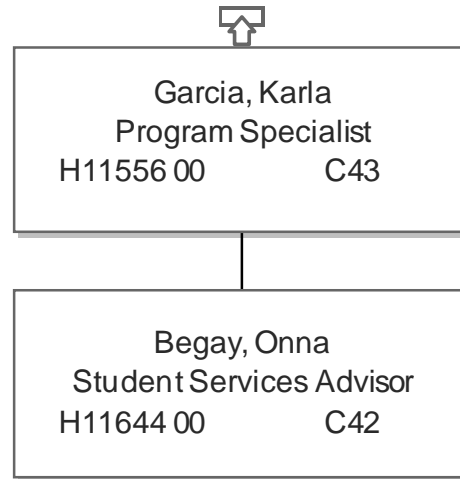 Garcia, Karla
Program Specialist
H11556 00 C43
Begay, Onna
Student Services Advisor
H11644 00 C42